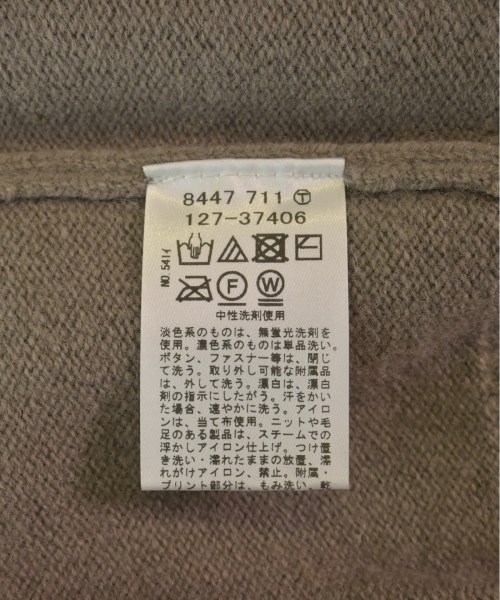 8447 711 Ⓣ
127-37406
NO.5414
F W
中性洗剤使用
淡色系のものは、無蛍光洗剤を
使用。濃色系のものは単品洗い。
ボタン、ファスナー等は、閉じ
て洗う。取り外し可能な附属品
は、外して洗う。漂白は、漂白
剤の指示にしたがう。汗をかい
た場合、速やかに洗う。アイロ
ンは、当て布使用。ニットや毛
足のある製品は、スチームでの
浮かしアイロン仕上げ。つけ置
き洗い・濡れたままの放置、濡
れがけアイロン、禁止。附属・
プリント部分は、もみ洗い、乾